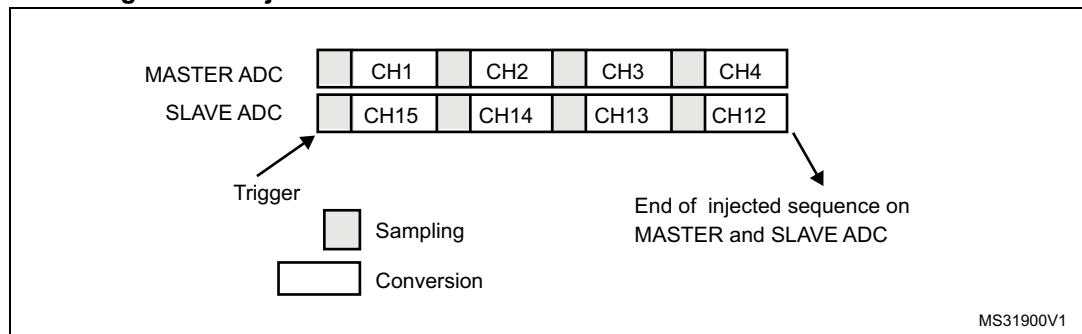 MASTER ADC CH1 CH2 CH3 CH4
SLAVE ADC CH15 CH14 CH13 CH12
Trigger
End of injected sequence on
MASTER and SLAVE ADC
Sampling
Conversion
MS31900V1